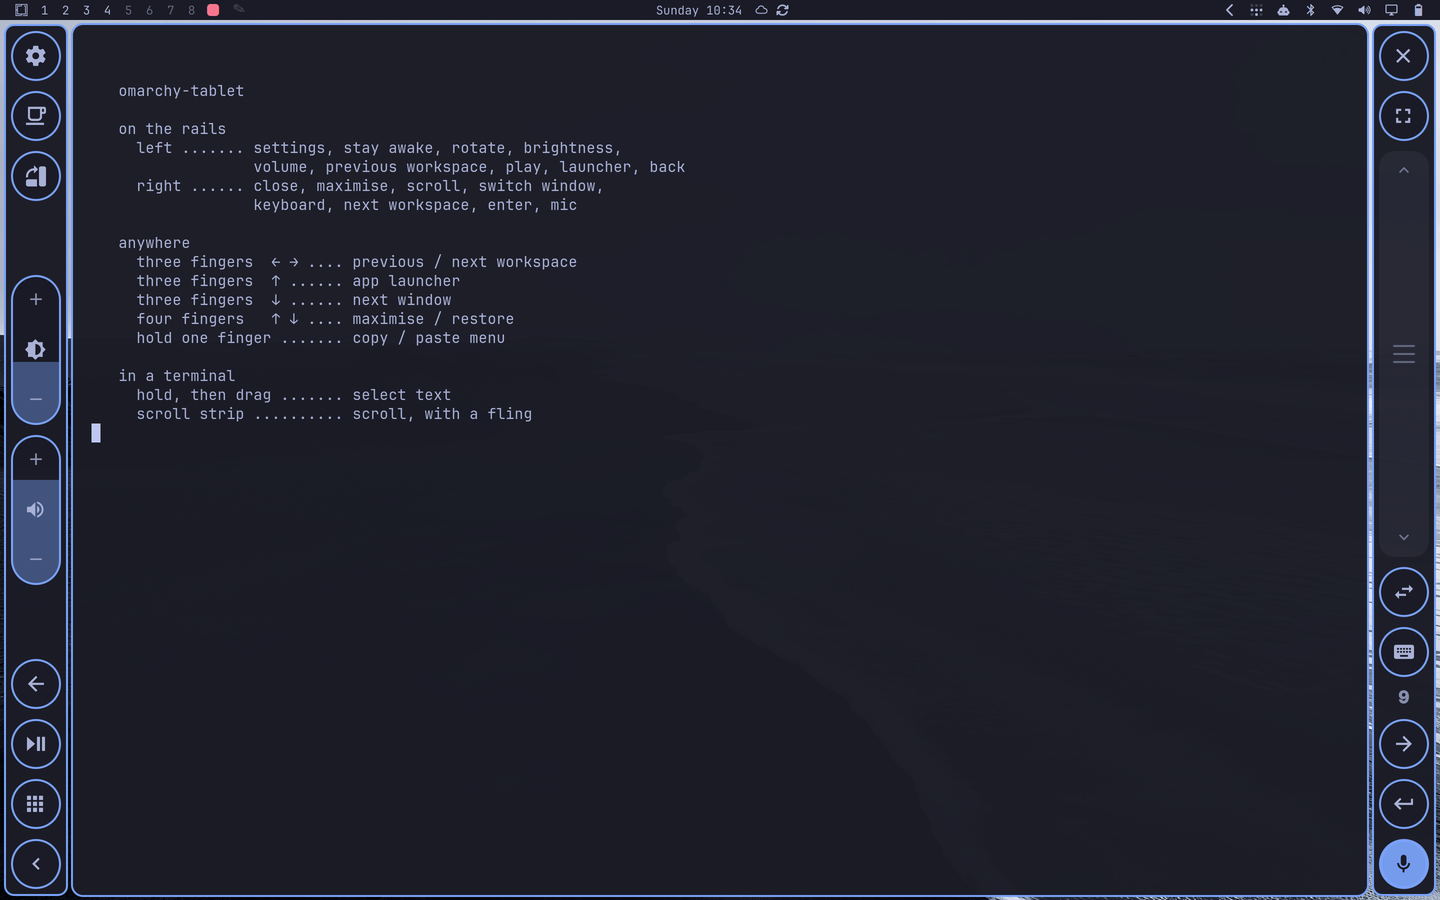 1 2 3 4 5 6 7 8
Sunday 10:34
omarchy-tablet
on the rails
left ....... settings, stay awake, rotate, brightness,
volume, previous workspace, play, launcher, back
right ...... close, maximise, scroll, switch window,
keyboard, next workspace, enter, mic
anywhere
three fingers ← → .... previous / next workspace
three fingers ↑ ...... app launcher
three fingers ↓ ...... next window
four fingers ↑ ↓ .... maximise / restore
hold one finger ....... copy / paste menu
in a terminal
hold, then drag ....... select text
scroll strip .......... scroll, with a fling
9